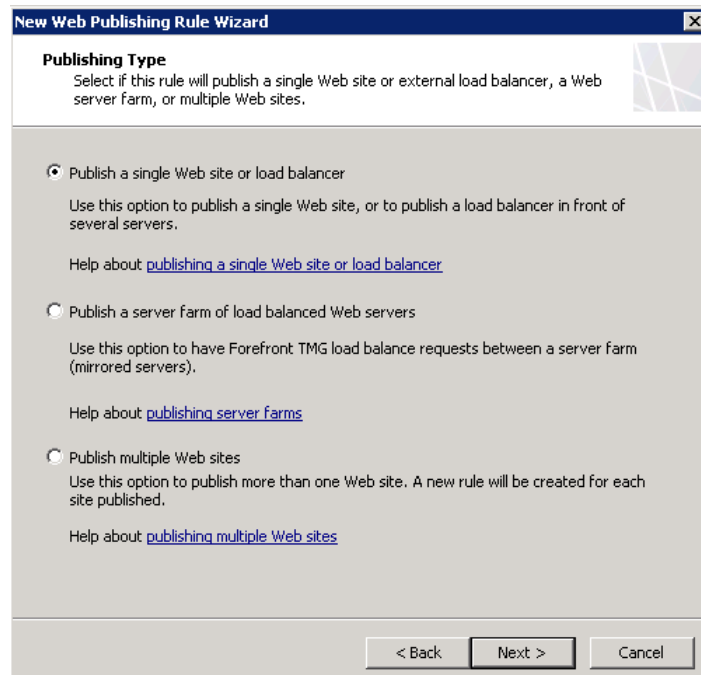 New Web Publishing Rule Wizard
Publishing Type
Select if this rule will publish a single Web site or external load balancer, a Web
server farm, or multiple Web sites.
Publish a single Web site or load balancer
Use this option to publish a single Web site, or to publish a load balancer in front of
several servers.
Help about publishing a single Web site or load balancer
Publish a server farm of load balanced Web servers
Use this option to have Forefront TMG load balance requests between a server farm
(mirrored servers).
Help about publishing server farms
Publish multiple Web sites
Use this option to publish more than one Web site. A new rule will be created for each
site published.
Help about publishing multiple Web sites
< Back Next > Cancel